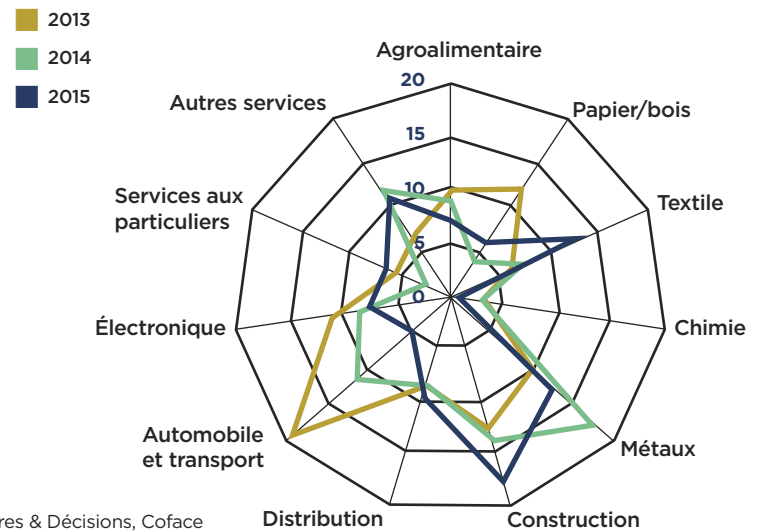 2013
2014
2015
Agroalimentaire
20
Autres services
Papier/bois
15
10
Services aux
particuliers
Textile
5
0
Électronique
Chimie
Automobile
et transport
Métaux
Distribution
Construction
res & Décisions, Coface